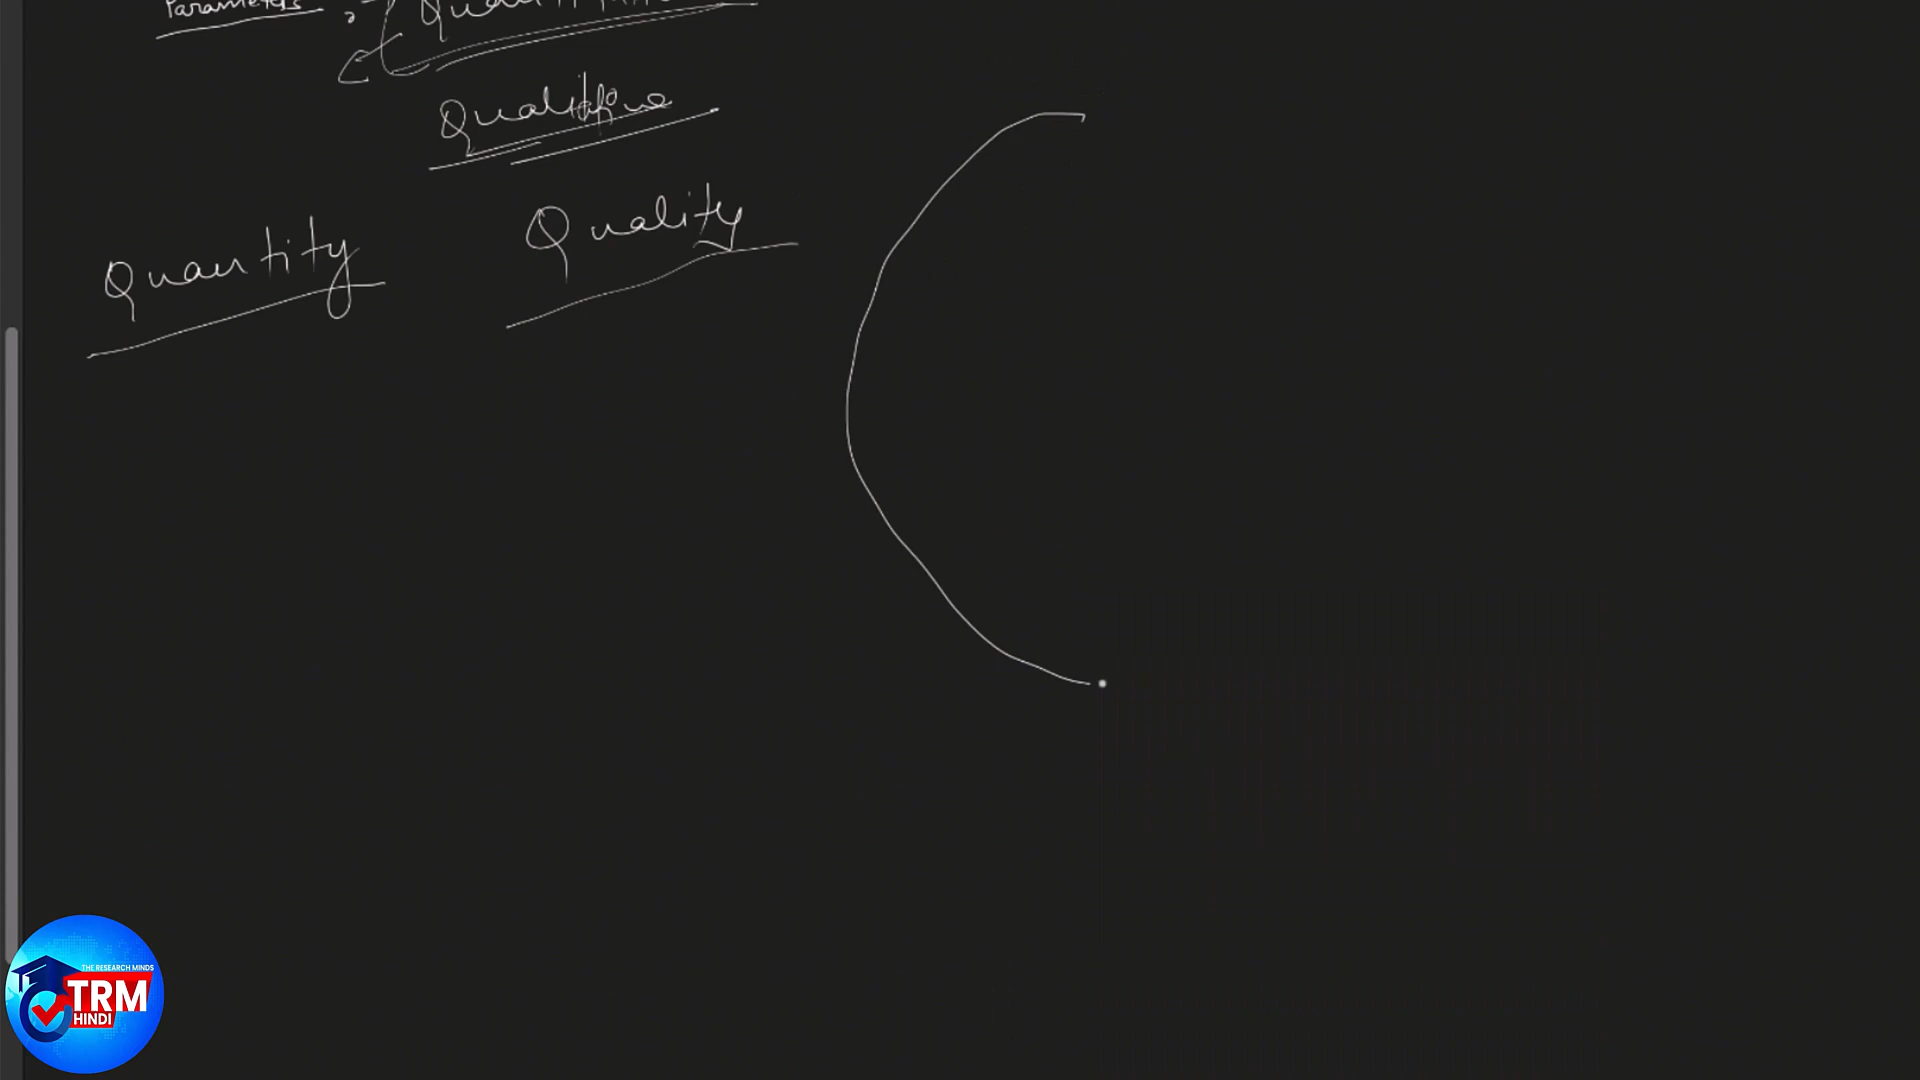 Parameters
Qualitative
Quantity Quality
THE RESEARCH MINDS
TRM
HINDI